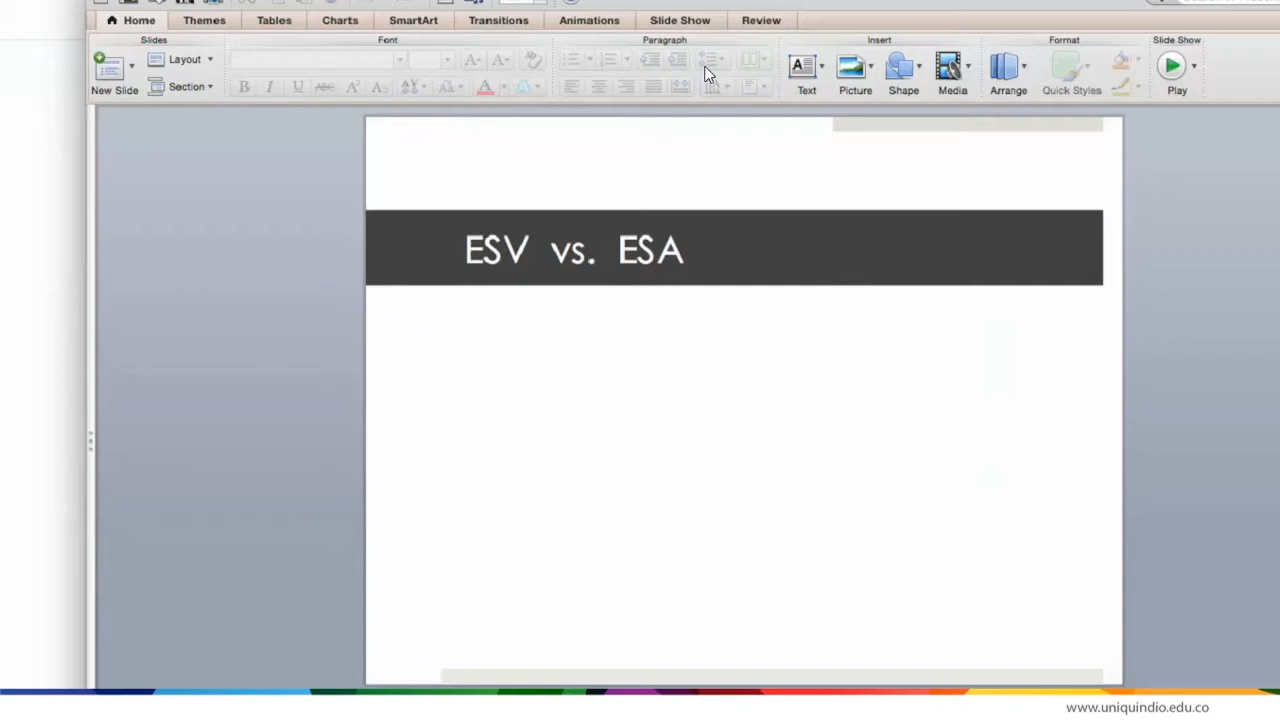 Home Themes Tables Charts SmartArt Transitions Animations Slide Show Review
Slides Font Paragraph Insert Format Slide Show
Layout
New Slide Section
B I U ABC A A
Text Picture Shape Media Arrange Quick Styles Play
ESV vs. ESA
www.uniquindio.edu.co